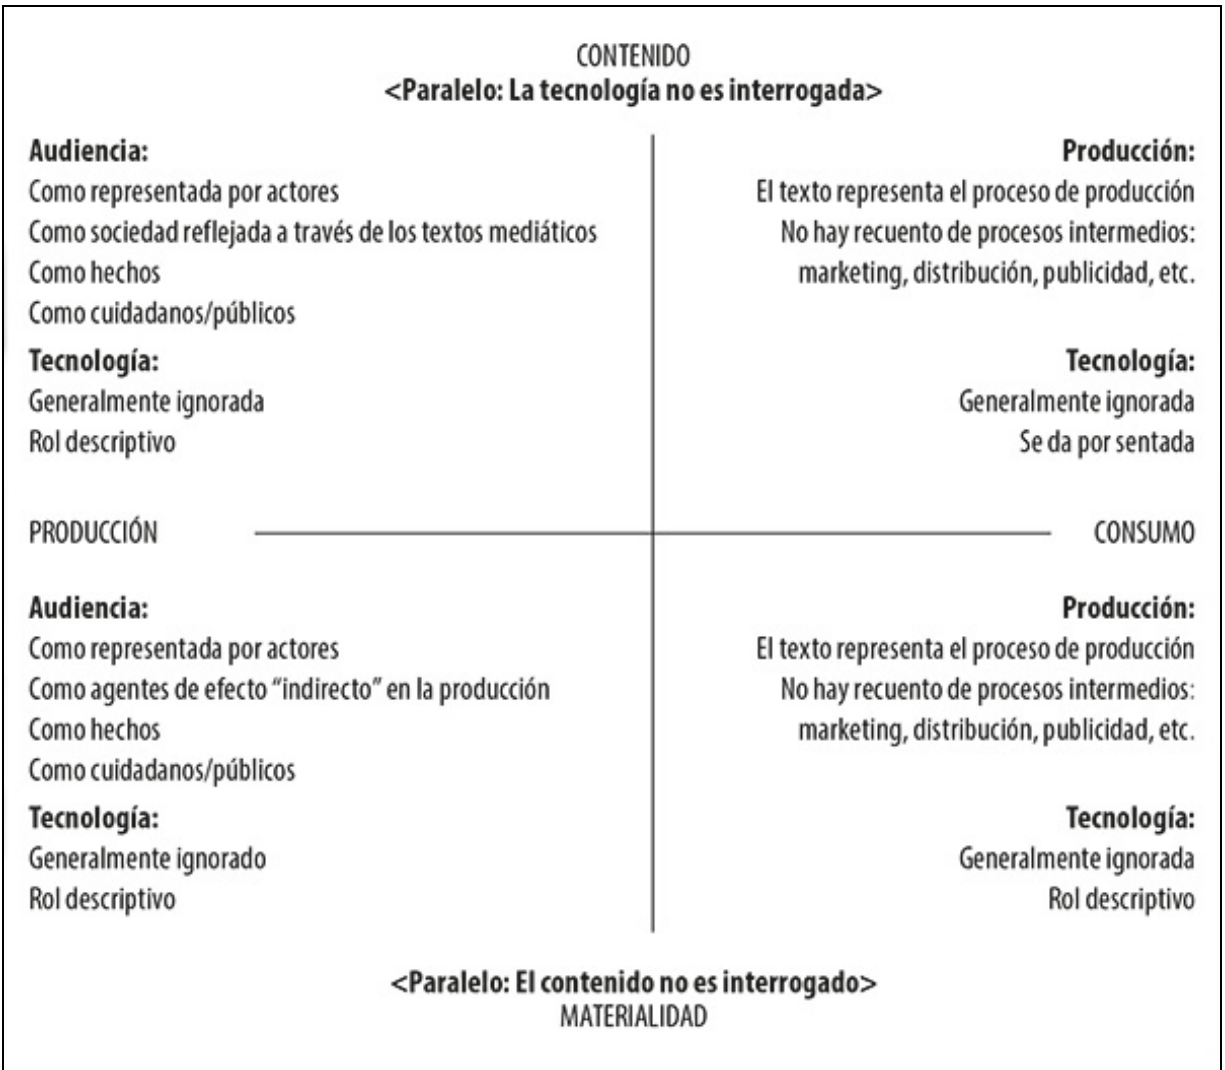 CONTENIDO
<Paralelo: La tecnología no es interrogada>
Audiencia:
Como representada por actores
Como sociedad reflejada a través de los textos mediáticos
Como hechos
Como cuidadanos/públicos
Tecnología:
Generalmente ignorada
Rol descriptivo
Producción:
El texto representa el proceso de producción
No hay recuento de procesos intermedios:
marketing, distribución, publicidad, etc.
Tecnología:
Generalmente ignorada
Se da por sentada
PRODUCCIÓN
CONSUMO
Audiencia:
Como representada por actores
Como agentes de efecto “indirecto” en la producción
Como hechos
Como cuidadanos/públicos
Tecnología:
Generalmente ignorado
Rol descriptivo
Producción:
El texto representa el proceso de producción
No hay recuento de procesos intermedios:
marketing, distribución, publicidad, etc.
Tecnología:
Generalmente ignorada
Rol descriptivo
<Paralelo: El contenido no es interrogado>
MATERIALIDAD